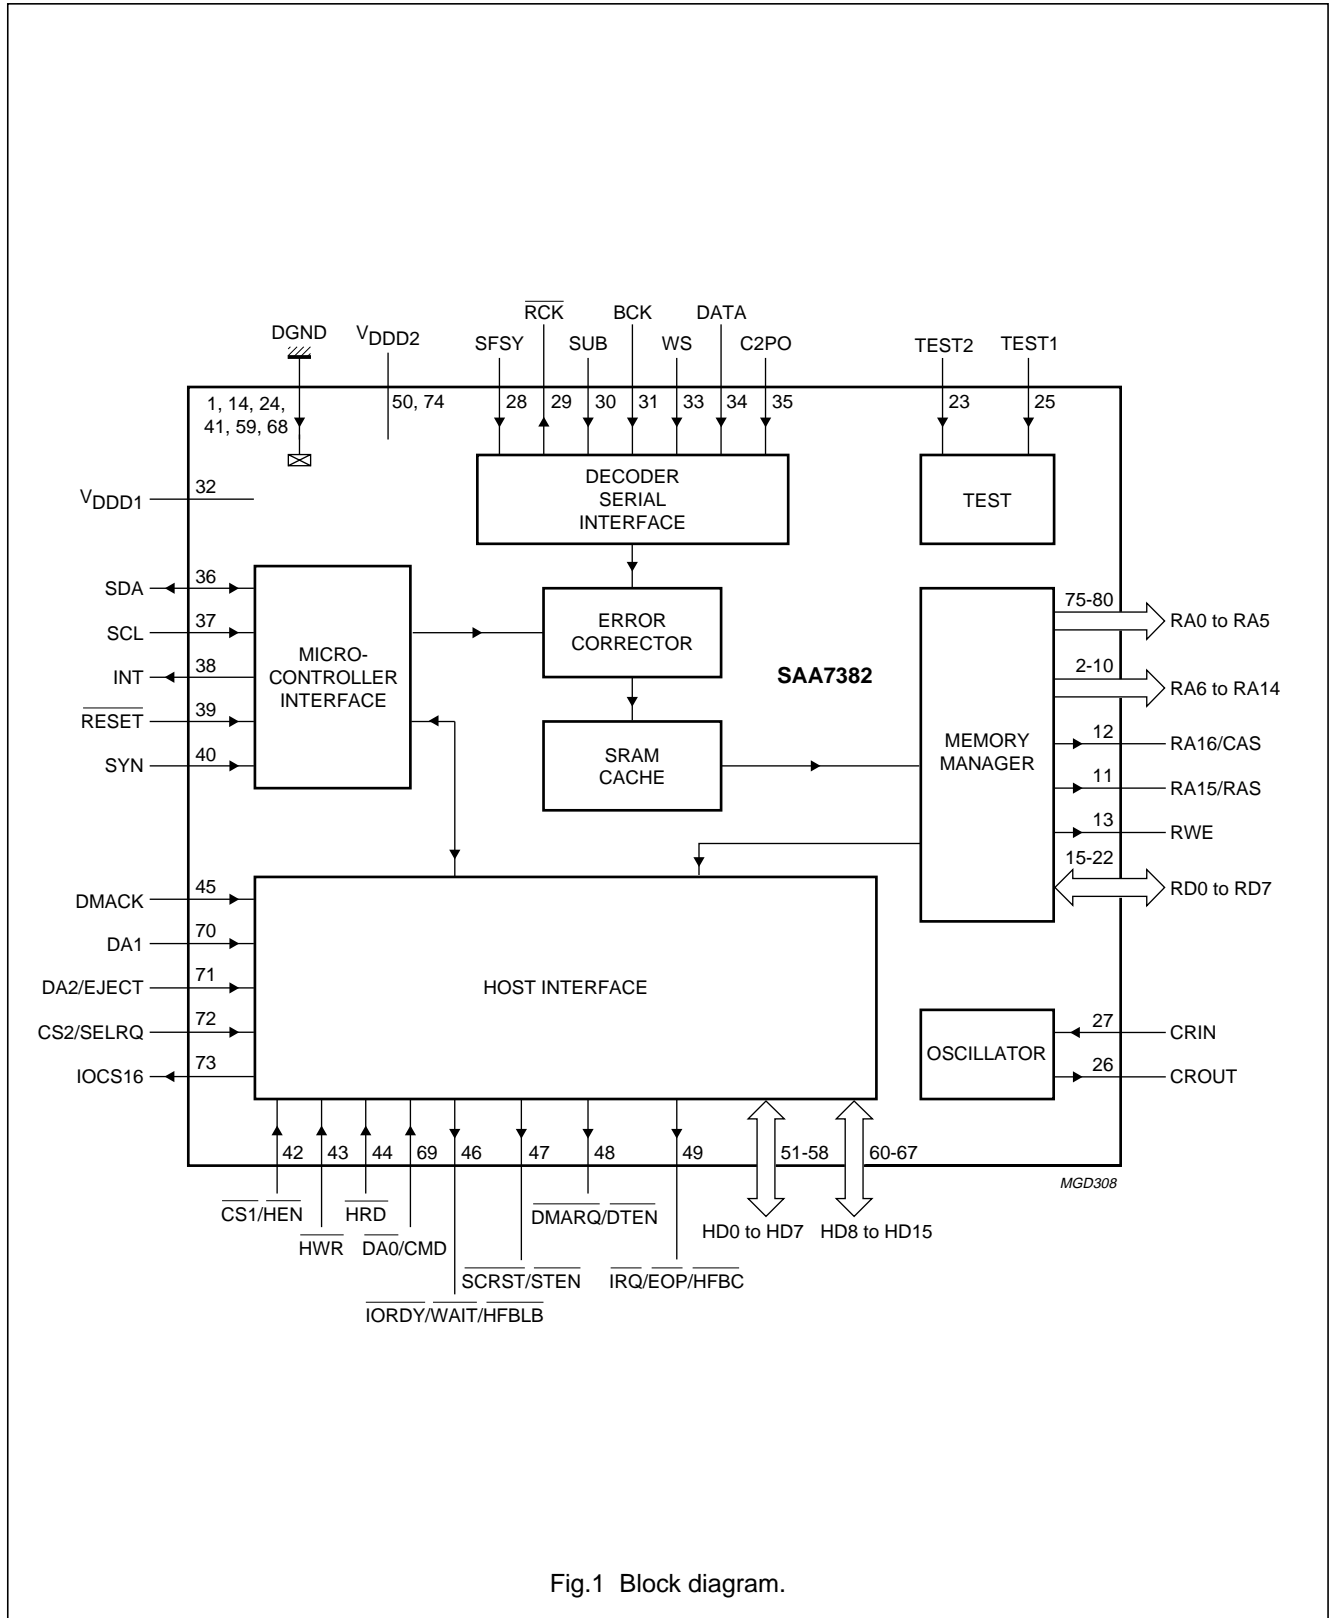 DGND
VDDD2
SFSY
RCK
SUB
BCK
WS
DATA
C2PO
TEST2
TEST1
1, 14, 24,
41, 59, 68
50, 74
28
29
30
31
33
34
35
23
25
VDDD1
32
DECODER
SERIAL
INTERFACE
TEST
SDA
36
SCL
37
INT
38
RESET
39
SYN
40
MICRO-
CONTROLLER
INTERFACE
ERROR
CORRECTOR
SAA7382
SRAM
CACHE
MEMORY
MANAGER
75-80
RA0 to RA5
2-10
RA6 to RA14
12
RA16/CAS
11
RA15/RAS
13
RWE
15-22
RD0 to RD7
DMACK
45
DA1
70
DA2/EJECT
71
CS2/SELRQ
72
IOCS16
73
HOST INTERFACE
OSCILLATOR
27
CRIN
26
CROUT
42
43
44
69
46
47
48
49
51-58
60-67
MGD308
CS1/HEN
HWR
HRD
DA0/CMD
IORDY/WAIT/HFBLB
SCRST/STEN
DMARQ/DTEN
IRQ/EOP/HFBC
HD0 to HD7
HD8 to HD15
Fig.1 Block diagram.